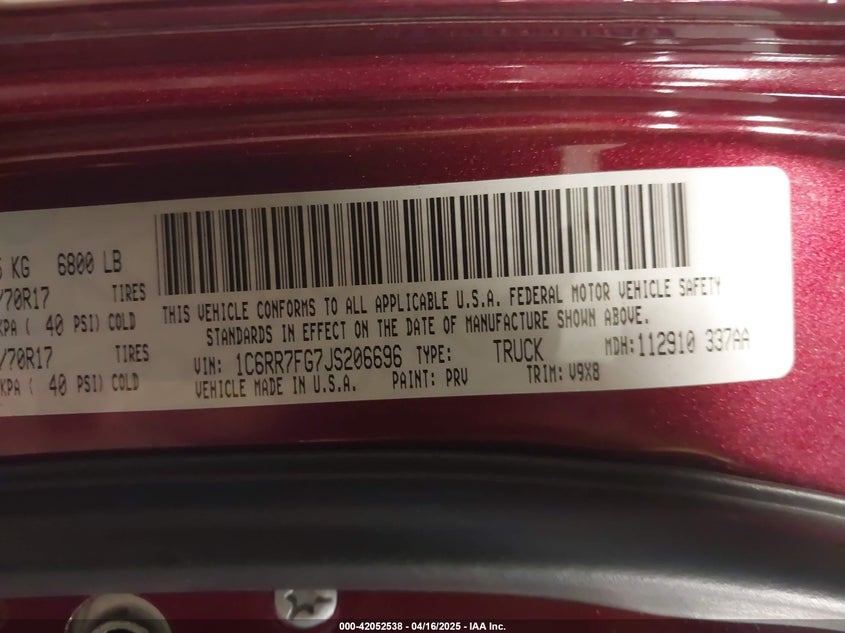 5 KG 6800 LB
/70R17 TIRES
KPA ( 40 PSI) COLD
/70R17 TIRES
KPA ( 40 PSI) COLD
THIS VEHICLE CONFORMS TO ALL APPLICABLE U.S.A. FEDERAL MOTOR VEHICLE SAFETY
STANDARDS IN EFFECT ON THE DATE OF MANUFACTURE SHOWN ABOVE.
VIN: 1C6RR7FG7JS206696 TYPE: TRUCK MDH: 112910 337AA
VEHICLE MADE IN U.S.A. PAINT: PRV TRIM: V9X8
000-42052538 - 04/16/2025 - IAA Inc.